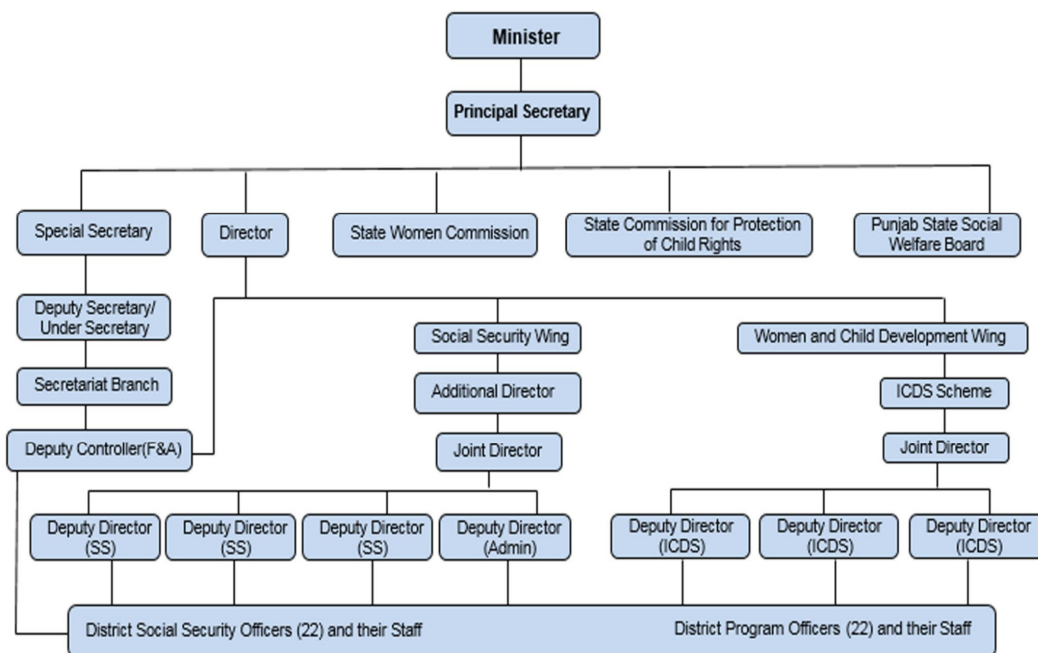 Minister
Principal Secretary
Special Secretary
Director
State Women Commission
State Commission for Protection
of Child Rights
Punjab State Social
Welfare Board
Deputy Secretary/
Under Secretary
Social Security Wing
Women and Child Development Wing
Secretariat Branch
Additional Director
ICDS Scheme
Deputy Controller(F&A)
Joint Director
Joint Director
Deputy Director
(SS)
Deputy Director
(SS)
Deputy Director
(SS)
Deputy Director
(Admin)
Deputy Director
(ICDS)
Deputy Director
(ICDS)
Deputy Director
(ICDS)
District Social Security Officers (22) and their Staff
District Program Officers (22) and their Staff